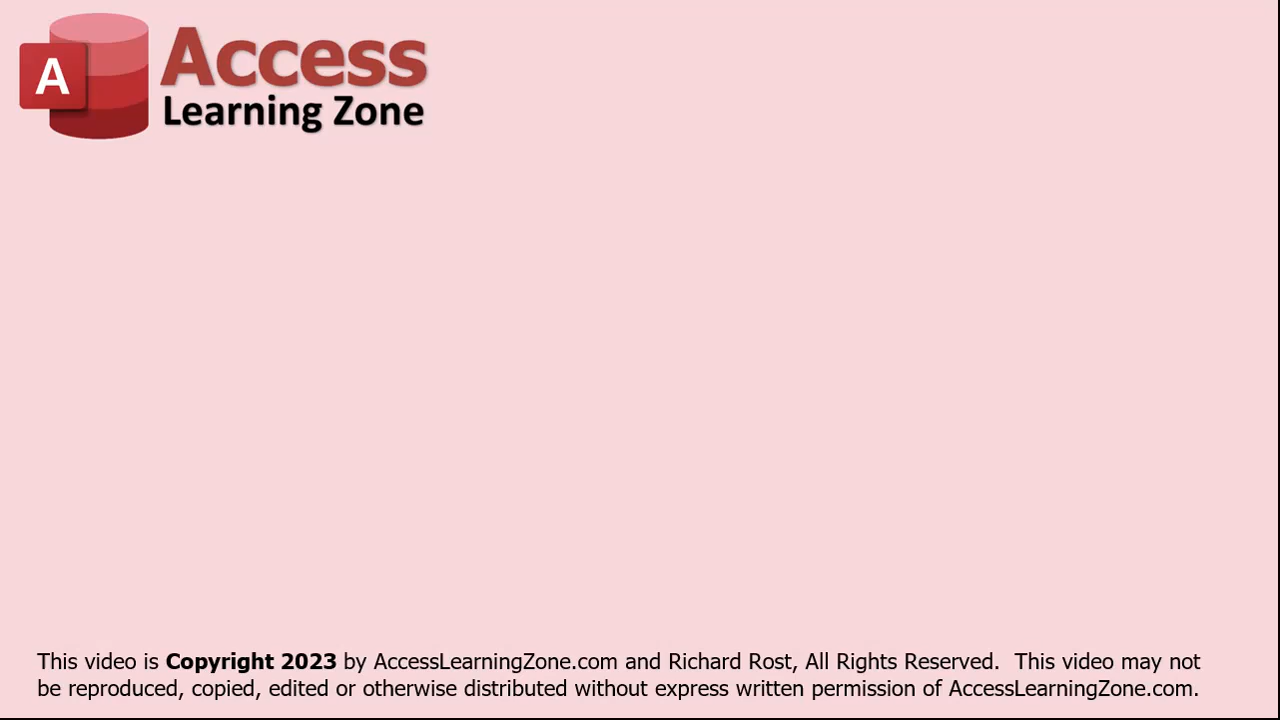 A
Access
Learning Zone
This video is Copyright 2023 by AccessLearningZone.com and Richard Rost, All Rights Reserved.  This video may not
be reproduced, copied, edited or otherwise distributed without express written permission of AccessLearningZone.com.